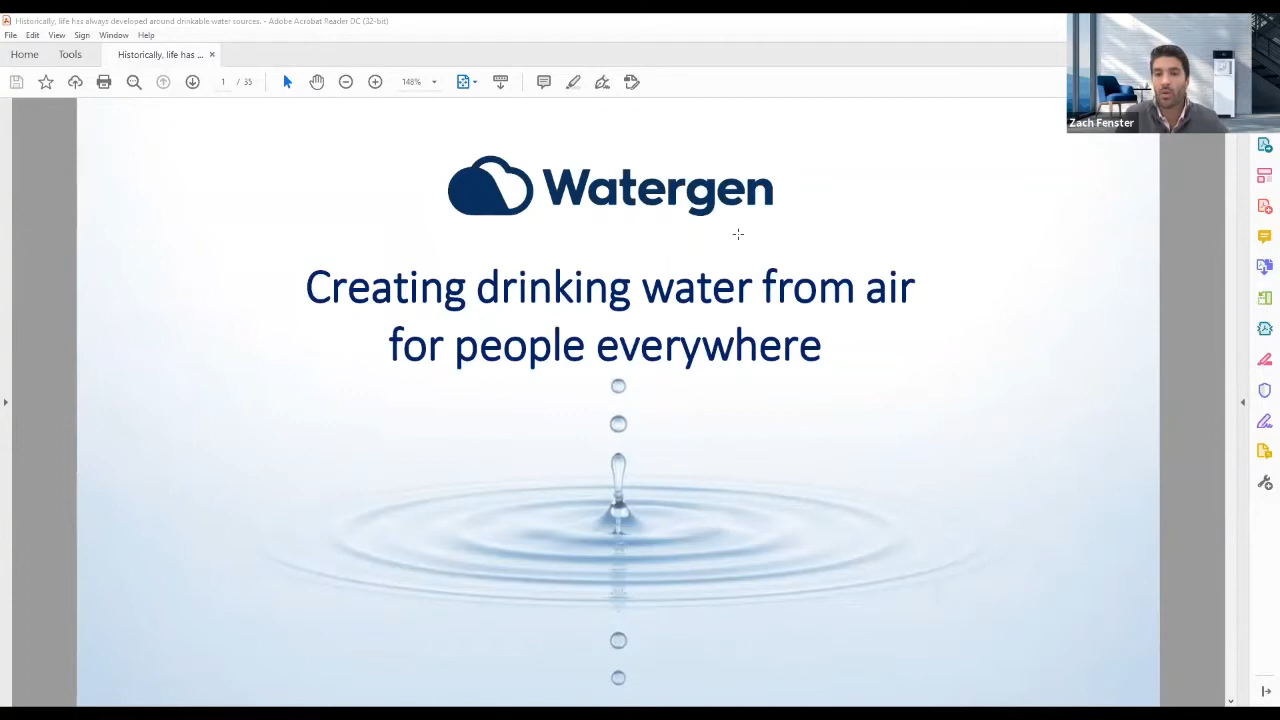 Historically, life has always developed around drinkable water sources. - Adobe Acrobat Reader DC (32-bit)
File Edit View Sign Window Help
Home Tools Historically, life has ... ×
1 / 35 148%
Zach Fenster
Watergen
Creating drinking water from air
for people everywhere